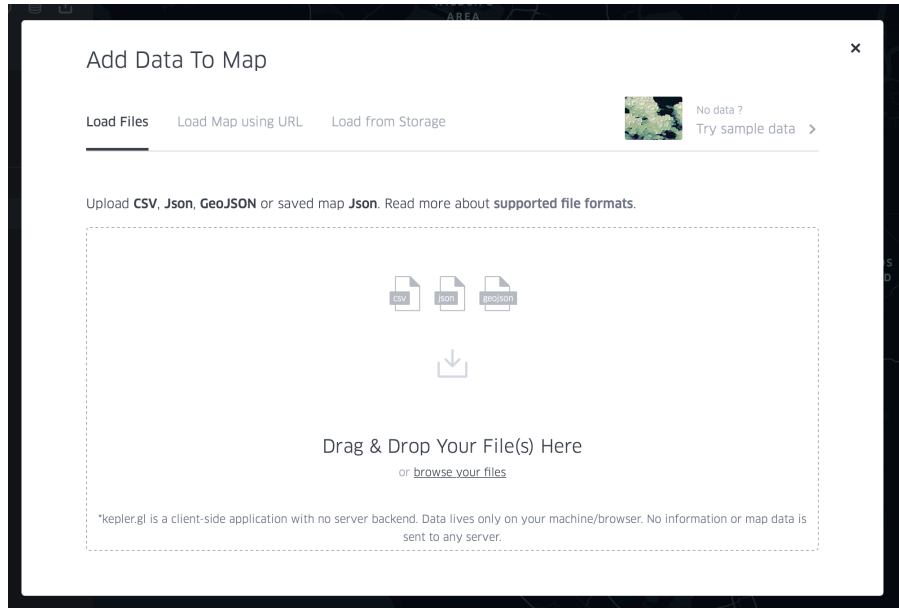 AREA
Add Data To Map
×
Load Files
Load Map using URL
Load from Storage
No data ?
Try sample data
Upload CSV, Json, GeoJSON or saved map Json. Read more about supported file formats.
csv
json
geojson
Drag & Drop Your File(s) Here
or browse your files
*kepler.gl is a client-side application with no server backend. Data lives only on your machine/browser. No information or map data is
sent to any server.